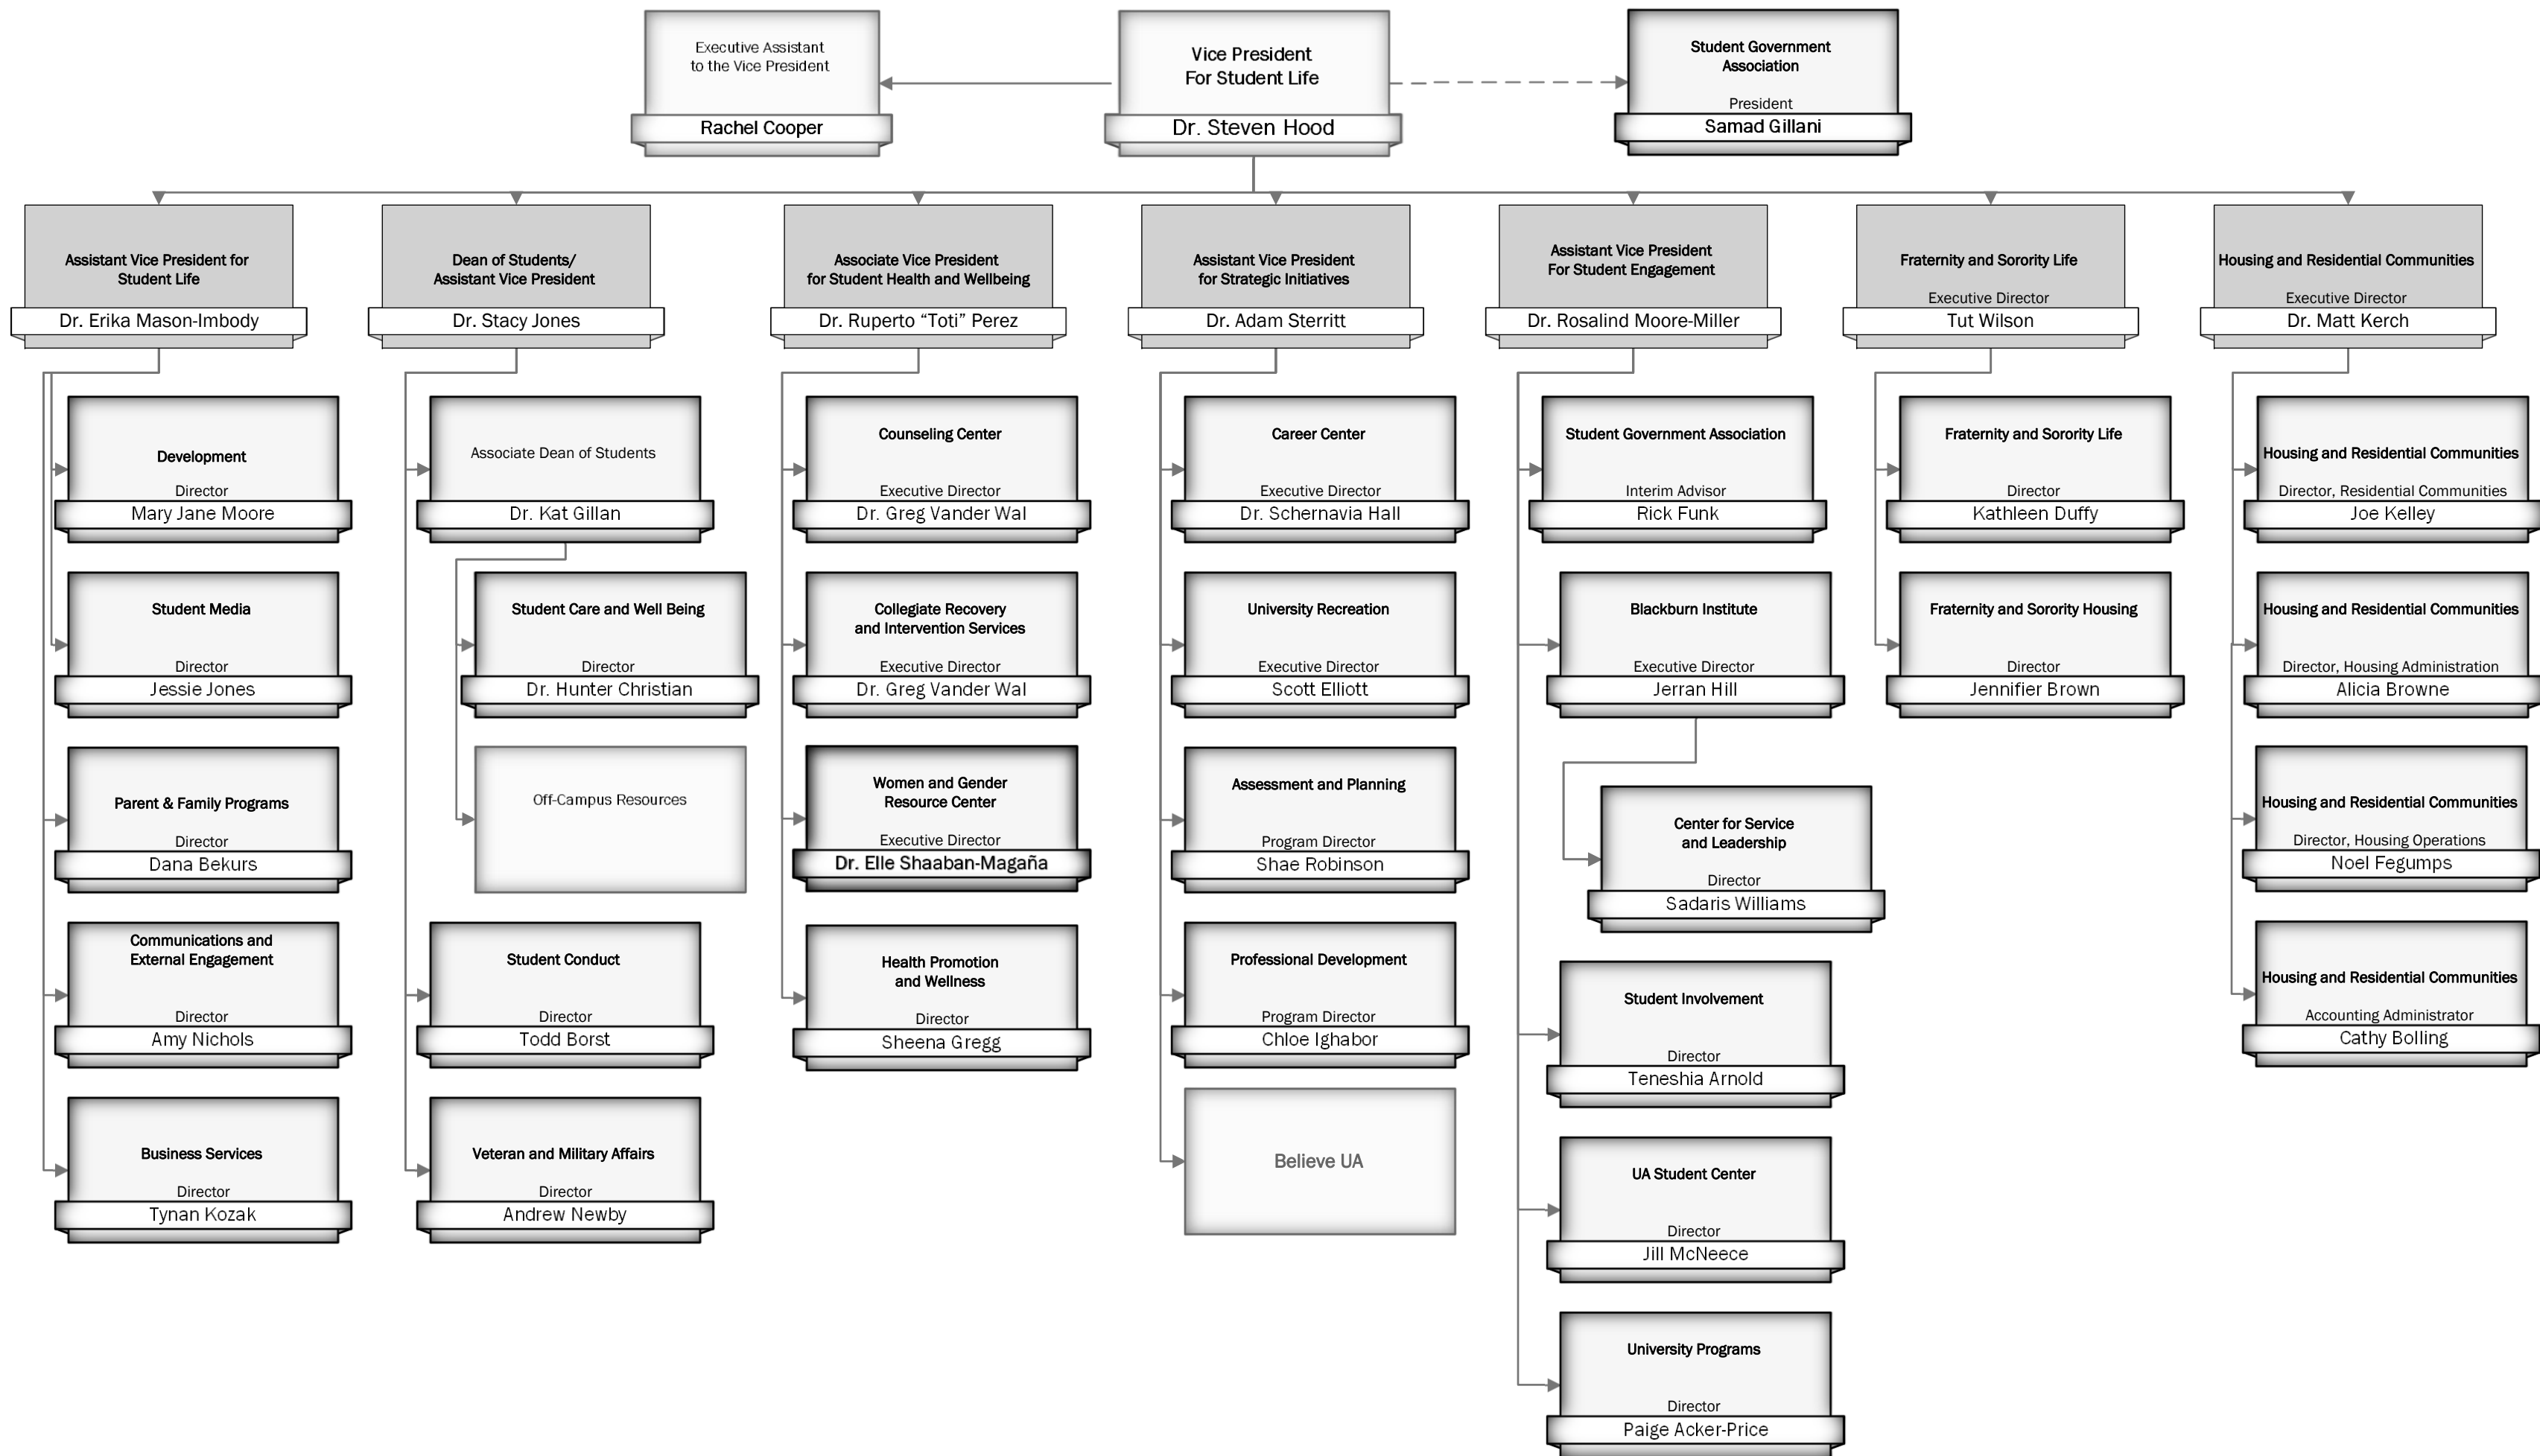 Executive Assistant
to the Vice President
Rachel Cooper
Vice President
For Student Life
Dr. Steven Hood
Student Government
Association
President
Samad Gillani
Assistant Vice President for
Student Life
Dr. Erika Mason-Imbody
Dean of Students/
Assistant Vice President
Dr. Stacy Jones
Associate Vice President
for Student Health and Wellbeing
Dr. Ruperto “Toti” Perez
Assistant Vice President
for Strategic Initiatives
Dr. Adam Sterritt
Assistant Vice President
For Student Engagement
Dr. Rosalind Moore-Miller
Fraternity and Sorority Life
Executive Director
Tut Wilson
Housing and Residential Communities
Executive Director
Dr. Matt Kerch
Development
Director
Mary Jane Moore
Student Media
Director
Jessie Jones
Parent & Family Programs
Director
Dana Bekurs
Communications and
External Engagement
Director
Amy Nichols
Business Services
Director
Tynan Kozak
Associate Dean of Students
Dr. Kat Gillan
Student Care and Well Being
Director
Dr. Hunter Christian
Off-Campus Resources
Student Conduct
Director
Todd Borst
Veteran and Military Affairs
Director
Andrew Newby
Counseling Center
Executive Director
Dr. Greg Vander Wal
Collegiate Recovery
and Intervention Services
Executive Director
Dr. Greg Vander Wal
Women and Gender
Resource Center
Executive Director
Dr. Elle Shaaban-Magaña
Health Promotion
and Wellness
Director
Sheena Gregg
Career Center
Executive Director
Dr. Schernavia Hall
University Recreation
Executive Director
Scott Elliott
Assessment and Planning
Program Director
Shae Robinson
Professional Development
Program Director
Chloe Ighabor
Believe UA
Student Government Association
Interim Advisor
Rick Funk
Blackburn Institute
Executive Director
Jerran Hill
Center for Service
and Leadership
Director
Sadaris Williams
Student Involvement
Director
Teneshia Arnold
UA Student Center
Director
Jill McNeece
University Programs
Director
Paige Acker-Price
Fraternity and Sorority Life
Director
Kathleen Duffy
Fraternity and Sorority Housing
Director
Jennifier Brown
Housing and Residential Communities
Director, Residential Communities
Joe Kelley
Housing and Residential Communities
Director, Housing Administration
Alicia Browne
Housing and Residential Communities
Director, Housing Operations
Noel Fegumps
Housing and Residential Communities
Accounting Administrator
Cathy Bolling